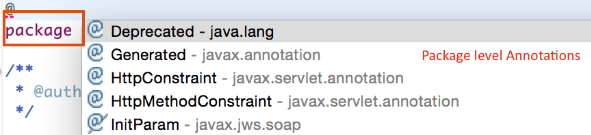 @
package
/**
* @auth
*/
Deprecated - java.lang
Generated - javax.annotation
HttpConstraint - javax.servlet.annotation
HttpMethodConstraint - javax.servlet.annotation
InitParam - javax.jws.soap
Package level Annotations